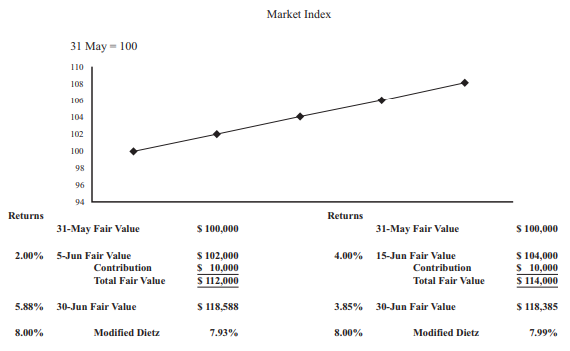 Market Index
31 May = 100
110
108
106
104
102
100
98
96
94
Returns
31-May Fair Value $ 100,000
2.00% 5-Jun Fair Value $ 102,000
Contribution $ 10,000
Total Fair Value $ 112,000
5.88% 30-Jun Fair Value $ 118,588
8.00% Modified Dietz 7.93%
Returns
31-May Fair Value $ 100,000
4.00% 15-Jun Fair Value $ 104,000
Contribution $ 10,000
Total Fair Value $ 114,000
3.85% 30-Jun Fair Value $ 118,385
8.00% Modified Dietz 7.99%